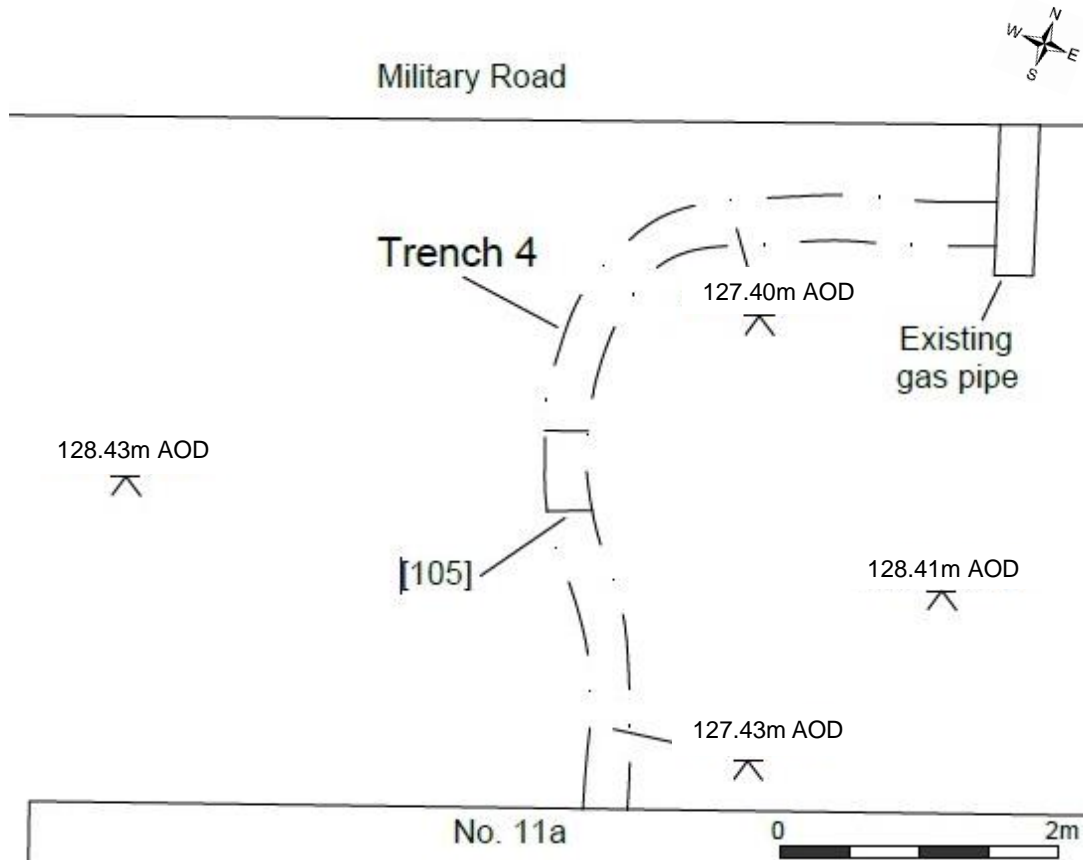 N
W
E
S
Military Road
Trench 4
127.40m AOD
Existing
gas pipe
128.43m AOD
[105]
128.41m AOD
127.43m AOD
No. 11a
0
2m